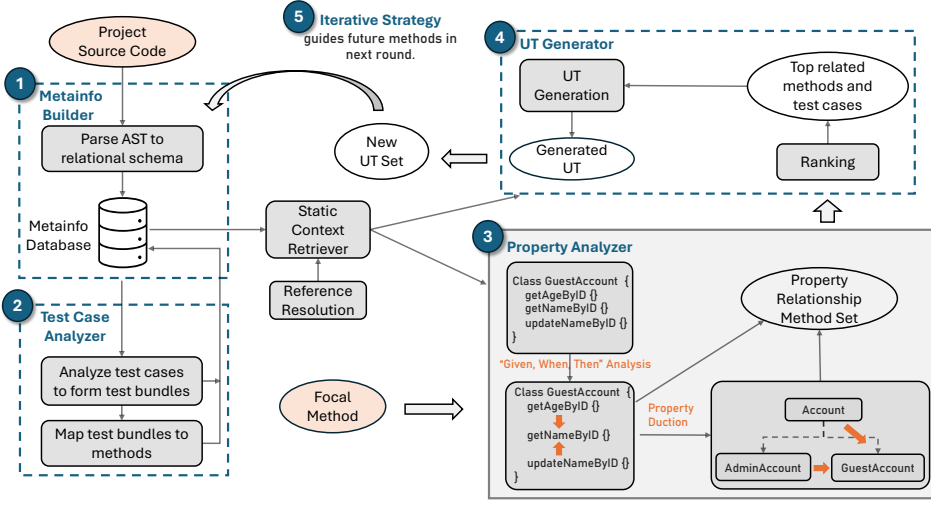 Project
Source Code
5
Iterative Strategy
guides future methods in
next round.
1
Metainfo
Builder
Parse AST to
relational schema
Metainfo
Database
2
Test Case
Analyzer
Analyze test cases
to form test bundles
Map test bundles to
methods
Static
Context
Retriever
Reference
Resolution
New
UT Set
Focal
Method
4
UT Generator
UT
Generation
Generated
UT
Top related
methods and
test cases
Ranking
3
Property Analyzer
Class GuestAccount {
getAgeByID {}
getNameByID {}
updateNameByID {}
}
"Given, When, Then" Analysis
Class GuestAccount {
getAgeByID {}
getNameByID {}
updateNameByID {}
}
Property
Duction
Property
Relationship
Method Set
Account
AdminAccount
GuestAccount